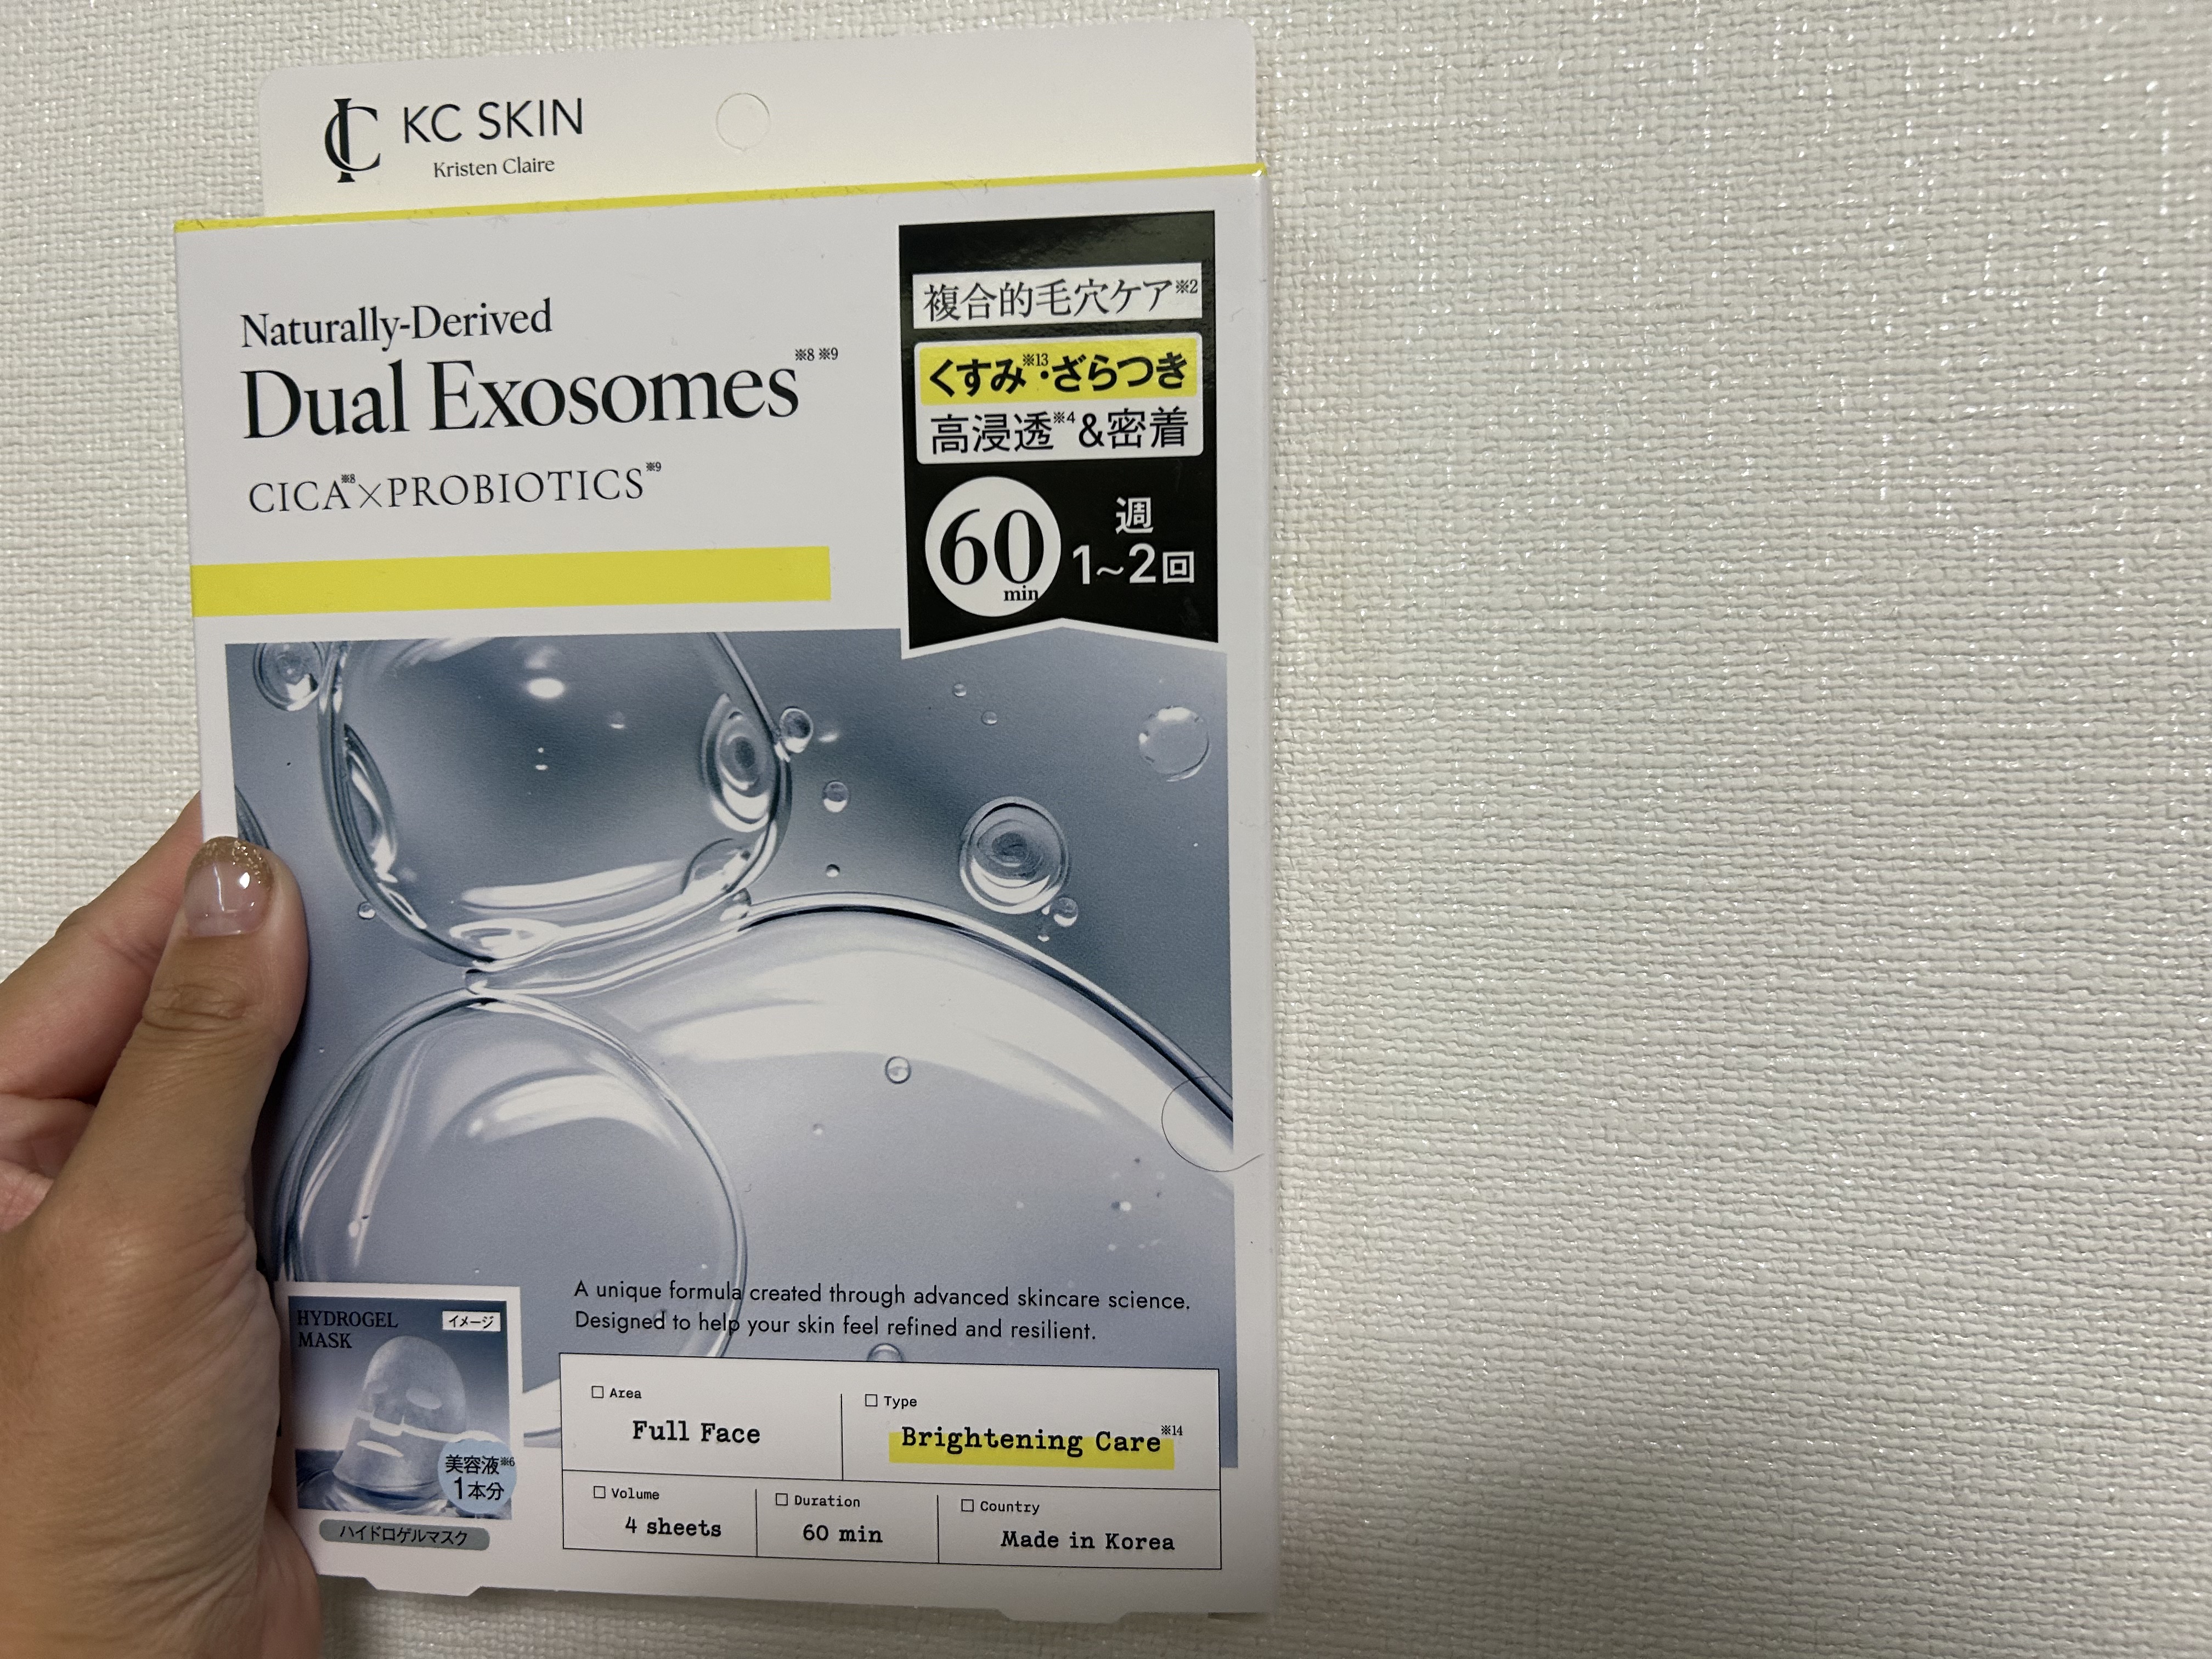 KC SKIN
Kristen Claire
Naturally-Derived
Dual Exosomes※8 ※9
CICA※8×PROBIOTICS※9
複合的毛穴ケア※2
くすみ※13・ざらつき
高浸透※4&密着
60
min
週
1~2回
A unique formula created through advanced skincare science.
Designed to help your skin feel refined and resilient.
HYDROGEL
MASK
イメージ
美容液※6
1本分
ハイドロゲルマスク
Area
Full Face
Type
Brightening Care※14
Volume
4 sheets
Duration
60 min
Country
Made in Korea